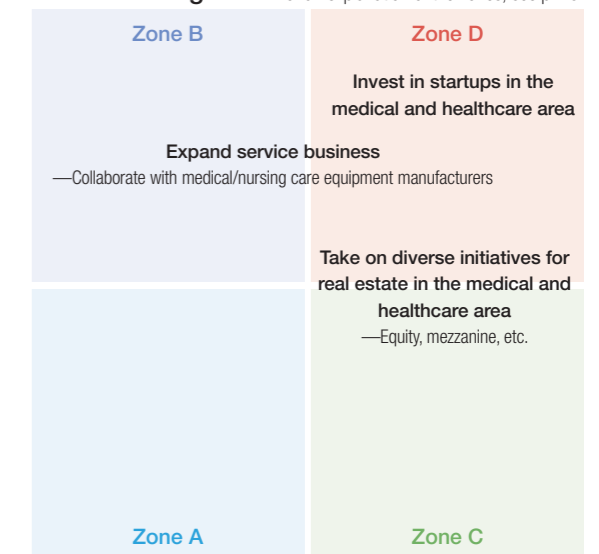 Zone B
Zone D
Invest in startups in the
medical and healthcare area
Expand service business
—Collaborate with medical/nursing care equipment manufacturers
Take on diverse initiatives for
real estate in the medical and
healthcare area
—Equity, mezzanine, etc.
Zone A
Zone C